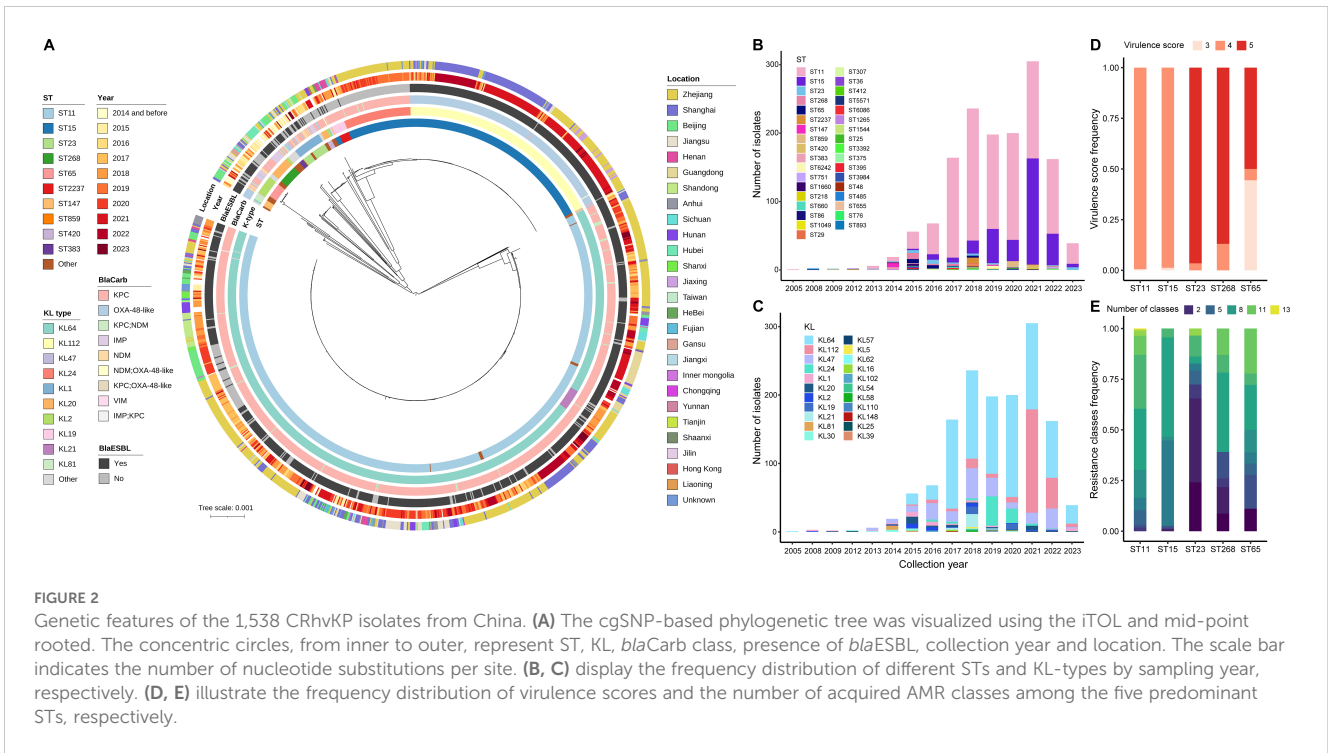 A
ST
ST11
ST15
ST23
ST268
ST65
ST2237
ST147
ST859
ST420
ST383
Other
Year
2014 and before
2015
2016
2017
2018
2019
2020
2021
2022
2023
BlaCarb
KPC
OXA-48-like
KPC;NDM
IMP
NDM
NDM;OXA-48-like
KPC;OXA-48-like
VIM
IMP;KPC
KL type
KL64
KL112
KL47
KL24
KL1
KL20
KL2
KL19
KL21
KL81
Other
BlaESBL
Yes
No
Tree scale: 0.001
Location
Year
BlaESBL
BlaCarb
K-type
ST
Location
Zhejiang
Shanghai
Beijing
Jiangsu
Henan
Guangdong
Shandong
Anhui
Sichuan
Hunan
Hubei
Shanxi
Jiaxing
Taiwan
HeBei
Fujian
Gansu
Jiangxi
Inner mongolia
Chongqing
Yunnan
Tianjin
Shaanxi
Jilin
Hong Kong
Liaoning
Unknown
B
Number of isolates
300
200
100
0
ST
ST11
ST15
ST23
ST268
ST65
ST2237
ST147
ST859
ST420
ST383
ST6242
ST751
ST1660
ST218
ST660
ST86
ST1049
ST29
ST307
ST36
ST412
ST5571
ST6086
ST1265
ST1544
ST25
ST3392
ST375
ST395
ST3984
ST48
ST485
ST655
ST76
ST893
2005 2008 2009 2012 2013 2014 2015 2016 2017 2018 2019 2020 2021 2022 2023
C
Number of isolates
300
200
100
0
KL
KL64
KL112
KL47
KL24
KL1
KL20
KL2
KL19
KL21
KL81
KL30
KL57
KL5
KL62
KL16
KL102
KL54
KL58
KL110
KL148
KL25
KL39
2005 2008 2009 2012 2013 2014 2015 2016 2017 2018 2019 2020 2021 2022 2023
Collection year
D
Virulence score 3 4 5
Virulence score frequency
1.00
0.75
0.50
0.25
0.00
ST11 ST15 ST23 ST268 ST65
E
Number of classes 2 5 8 11 13
Resistance classes frequency
1.00
0.75
0.50
0.25
0.00
ST11 ST15 ST23 ST268 ST65
FIGURE 2
Genetic features of the 1,538 CRhvKP isolates from China. (A) The cgSNP-based phylogenetic tree was visualized using the iTOL and mid-point
rooted. The concentric circles, from inner to outer, represent ST, KL, blaCarb class, presence of blaESBL, collection year and location. The scale bar
indicates the number of nucleotide substitutions per site. (B, C) display the frequency distribution of different STs and KL-types by sampling year,
respectively. (D, E) illustrate the frequency distribution of virulence scores and the number of acquired AMR classes among the five predominant
STs, respectively.